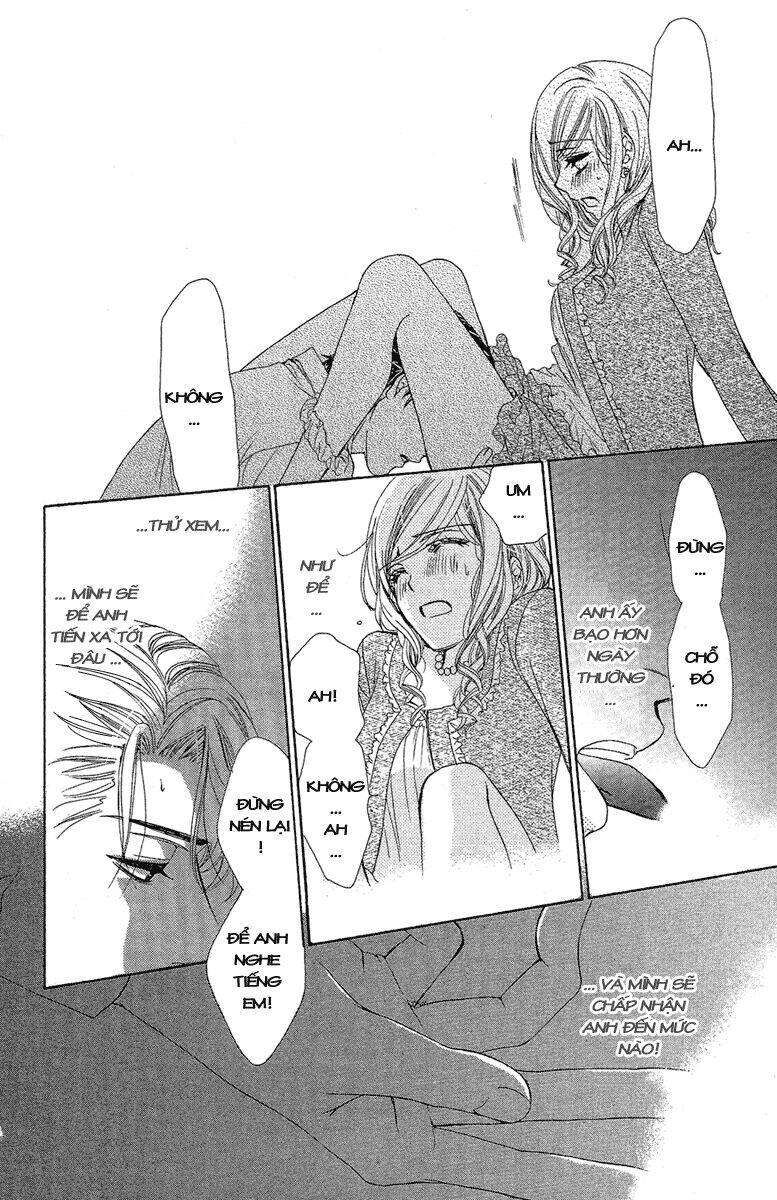 AH...
KHÔNG
...
ĐỪNG
...
CHỖ
ĐÓ
...
ANH ẤY
BẠO HƠN
NGÀY
THƯỜNG
...
ƯM
...
NHƯ
ĐỂ
...
AH!
KHÔNG
...
AH
...
...THỬ XEM...
... MÌNH SẼ
ĐỂ ANH
TIẾN XA TỚI
ĐÂU ...
ĐỪNG
NÉN LẠI
!
ĐỂ ANH
NGHE
TIẾNG
EM!
... VÀ MÌNH SẼ
CHẤP NHẬN
ANH ĐẾN MỨC
NÀO!